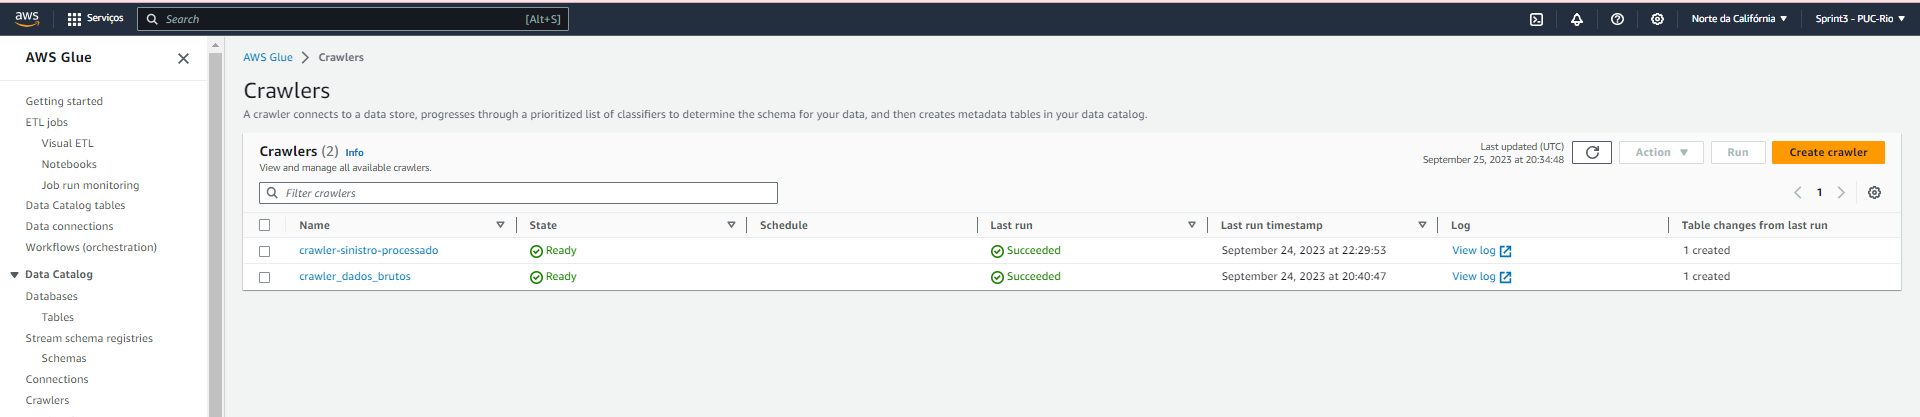 aws Serviços Search [Alt+S] Norte da Califórnia Sprint3 - PUC-Rio
AWS Glue
Getting started
ETL jobs
Visual ETL
Notebooks
Job run monitoring
Data Catalog tables
Data connections
Workflows (orchestration)
Data Catalog
Databases
Tables
Stream schema registries
Schemas
Connections
Crawlers
AWS Glue > Crawlers
Crawlers
A crawler connects to a data store, progresses through a prioritized list of classifiers to determine the schema for your data, and then creates metadata tables in your data catalog.
Crawlers (2) Info
View and manage all available crawlers.
Last updated (UTC)
September 25, 2023 at 20:34:48
Action Run Create crawler
Filter crawlers
1
Name State Schedule Last run Last run timestamp Log Table changes from last run
crawler-sinistro-processado Ready Succeeded September 24, 2023 at 22:29:53 View log 1 created
crawler_dados_brutos Ready Succeeded September 24, 2023 at 20:40:47 View log 1 created